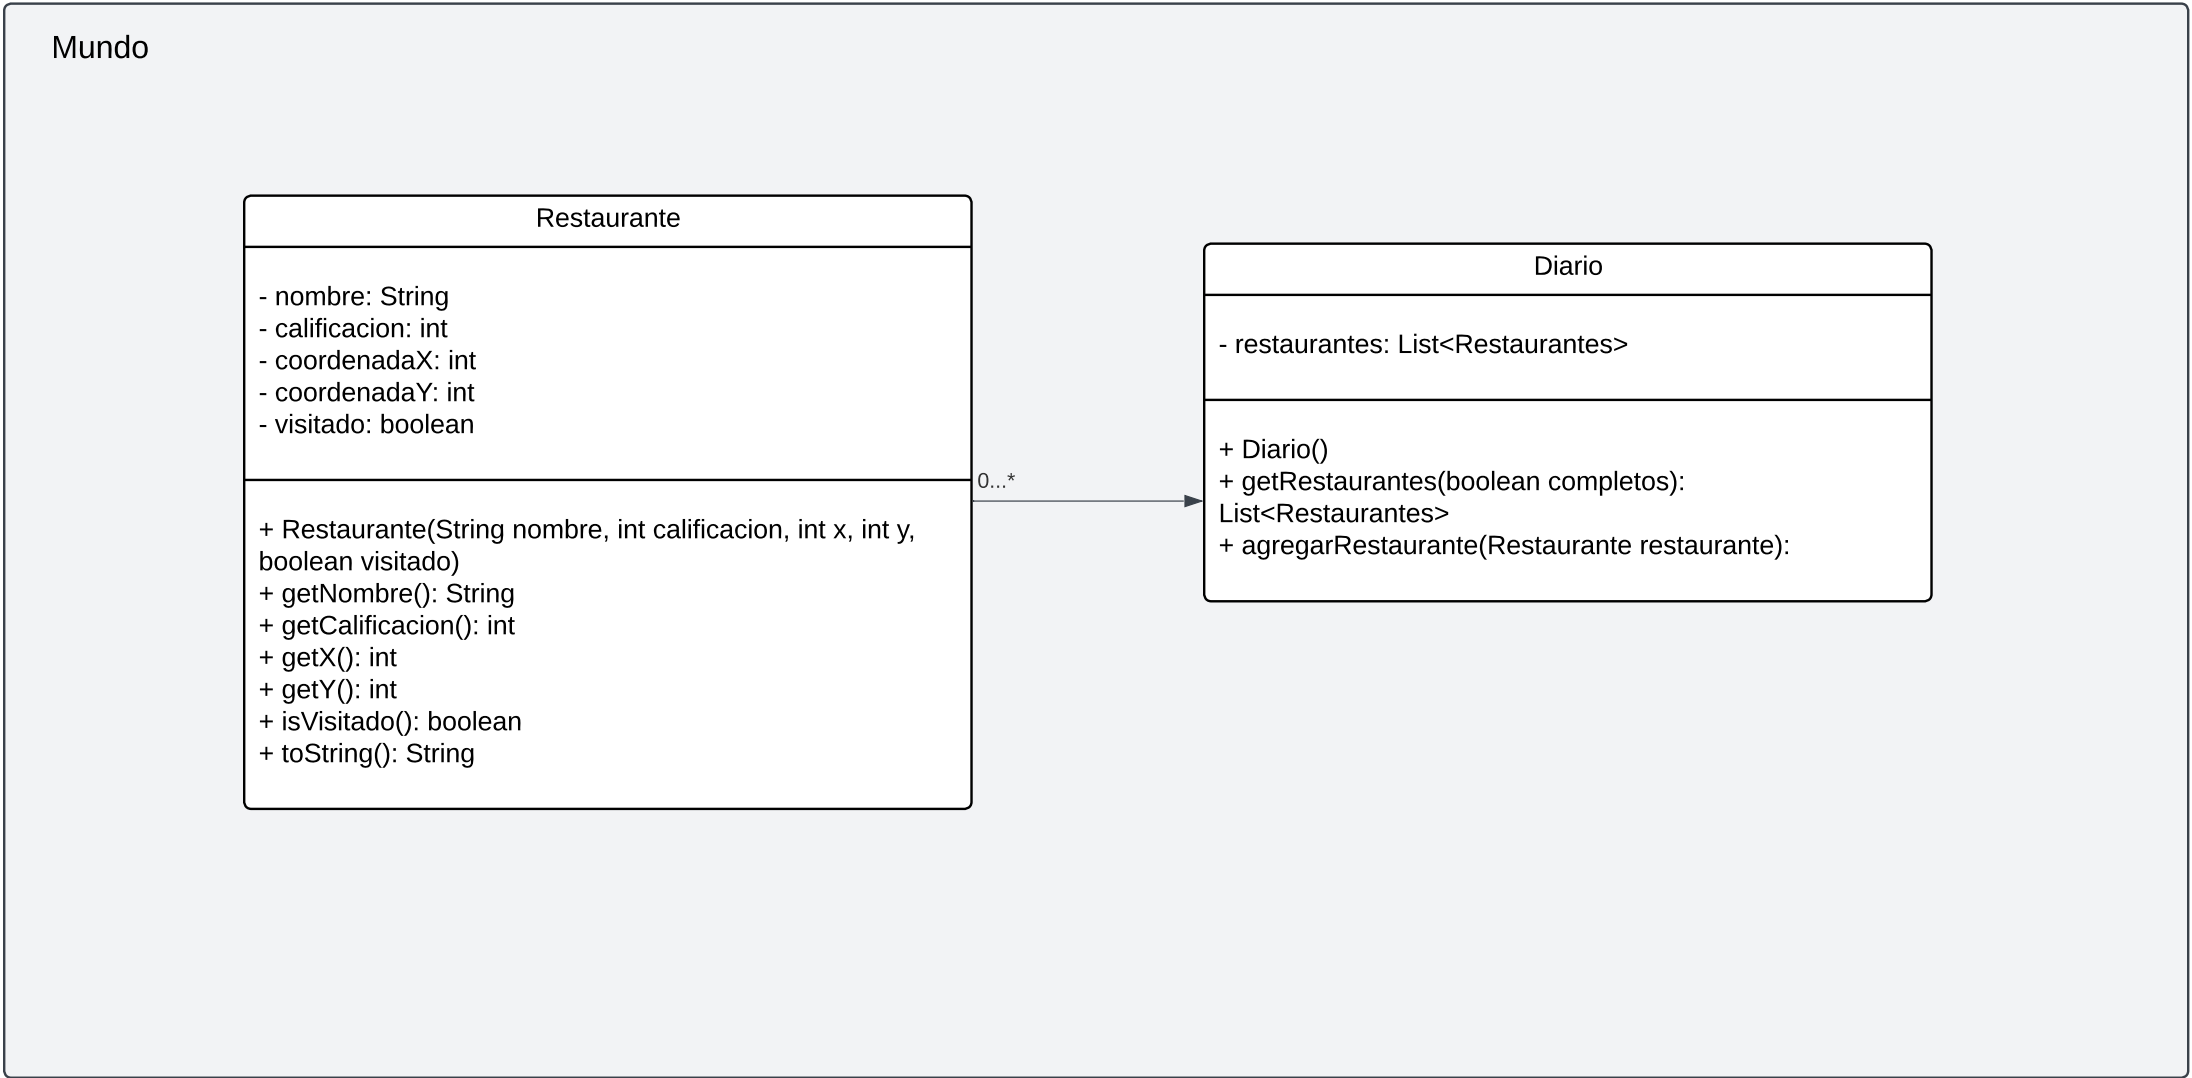 Mundo
Restaurante
- nombre: String
- calificacion: int
- coordenadaX: int
- coordenadaY: int
- visitado: boolean
+ Restaurante(String nombre, int calificacion, int x, int y,
boolean visitado)
+ getNombre(): String
+ getCalificacion(): int
+ getX(): int
+ getY(): int
+ isVisitado(): boolean
+ toString(): String
0...*
Diario
- restaurantes: List<Restaurantes>
+ Diario()
+ getRestaurantes(boolean completos):
List<Restaurantes>
+ agregarRestaurante(Restaurante restaurante):